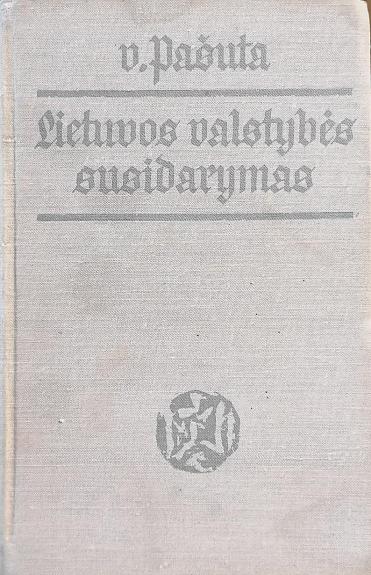 V. Pašuta
Lietuvos valstybės
susidarymas